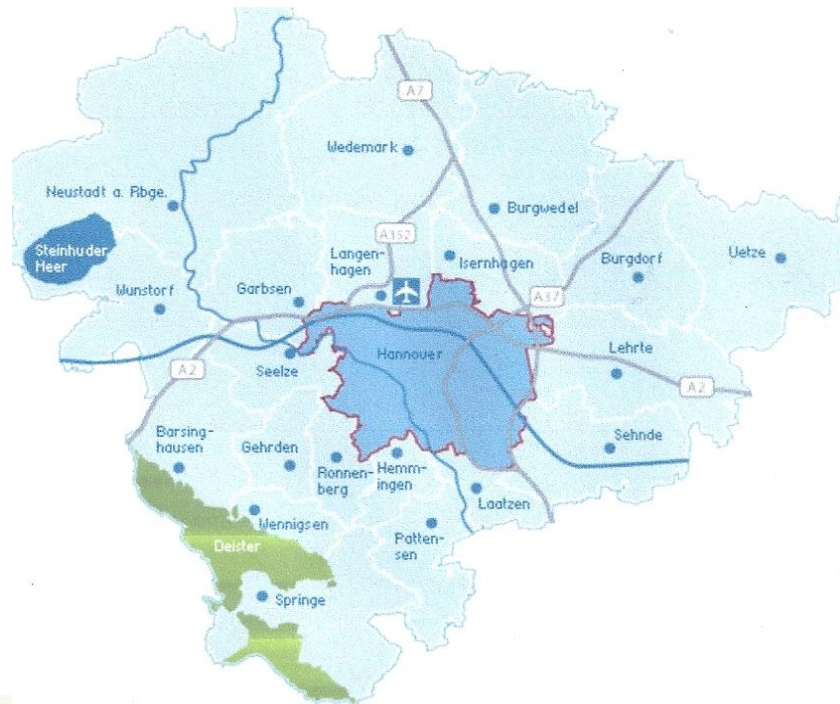 A7
Wedemark
Neustadt a. Rbge.
Burgwedel
A352
Steinhuder
Meer
Langen-
hagen
Isernhagen
Burgdorf
Uetze
Wunstorf
Garbsen
A37
Hannover
Lehrte
Seelze
A2
A2
Barsing-
hausen
Gehrden
Ronnen-
berg
Hemm-
ingen
Sehnde
Laatzen
Wennigsen
Patten-
sen
Deister
Springe